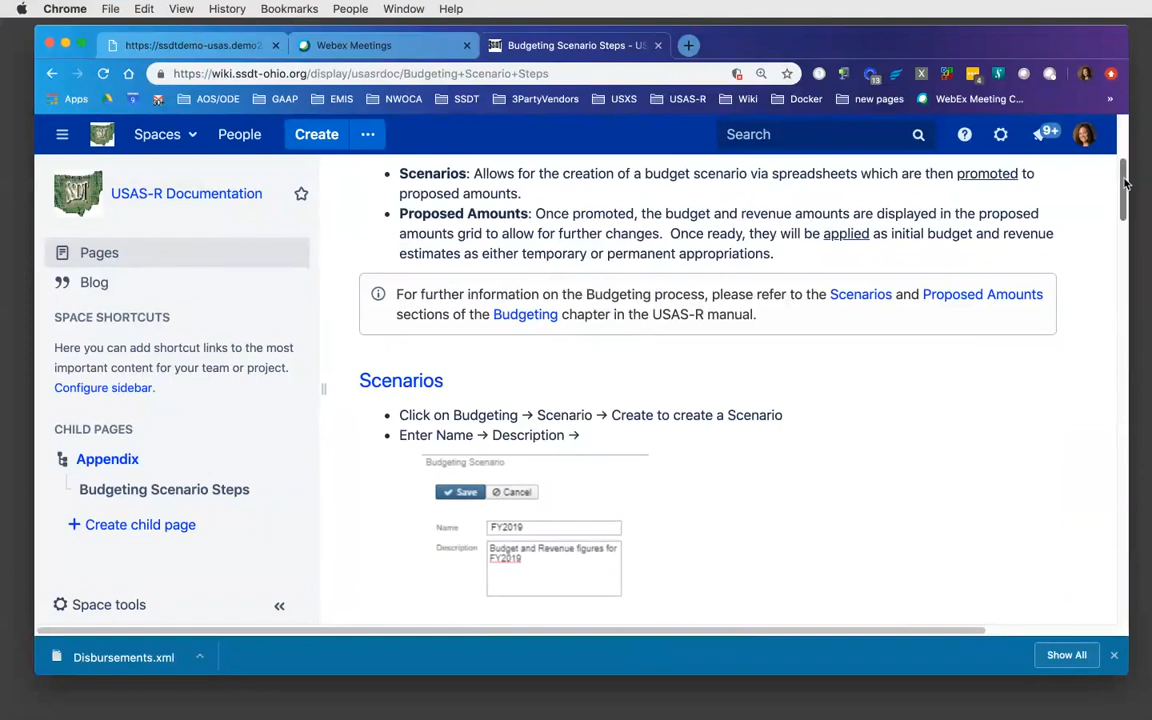 Chrome File Edit View History Bookmarks People Window Help
https://ssdtdemo-usas.demo2 Webex Meetings Budgeting Scenario Steps - US
https://wiki.ssdt-ohio.org/display/usasrdoc/Budgeting+Scenario+Steps
Apps AOS/ODE GAAP EMIS NWOCA SSDT 3PartyVendors USXS USAS-R Wiki Docker new pages WebEx Meeting C... »
Spaces People Create ••• Search 9+
USAS-R Documentation
Pages
Blog
SPACE SHORTCUTS
Here you can add shortcut links to the most
important content for your team or project.
Configure sidebar.
CHILD PAGES
Appendix
Budgeting Scenario Steps
+ Create child page
Space tools «
• Scenarios: Allows for the creation of a budget scenario via spreadsheets which are then promoted to
proposed amounts.
• Proposed Amounts: Once promoted, the budget and revenue amounts are displayed in the proposed
amounts grid to allow for further changes. Once ready, they will be applied as initial budget and revenue
estimates as either temporary or permanent appropriations.
For further information on the Budgeting process, please refer to the Scenarios and Proposed Amounts
sections of the Budgeting chapter in the USAS-R manual.
Scenarios
• Click on Budgeting → Scenario → Create to create a Scenario
• Enter Name → Description →
Budgeting Scenario
Save Cancel
Name FY2019
Description Budget and Revenue figures for
FY2019
Disbursements.xml
Show All